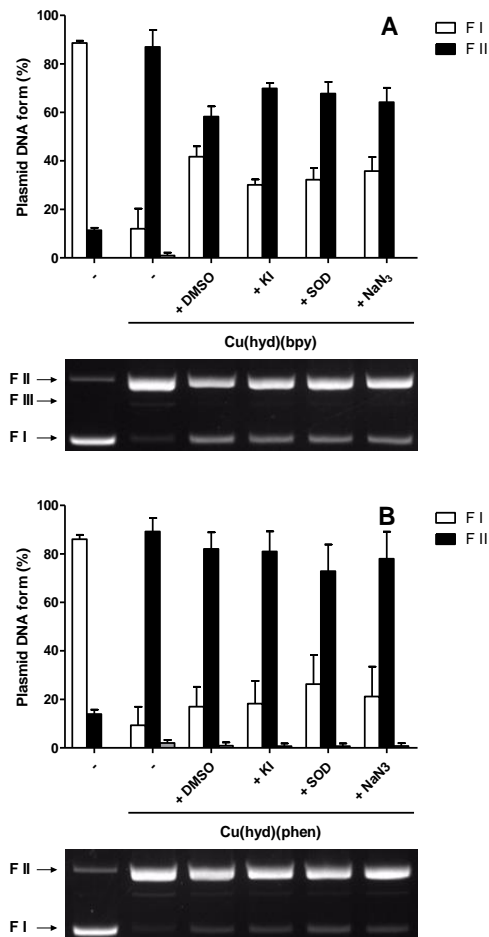 A
F I
F II
Plasmid DNA form (%)
100
80
60
40
20
0
-
-
+ DMSO
+ KI
+ SOD
+ NaN₃
Cu(hyd)(bpy)
F II
F III
F I
B
F I
F II
Plasmid DNA form (%)
100
80
60
40
20
0
-
-
+ DMSO
+ KI
+ SOD
+ NaN3
Cu(hyd)(phen)
F II
F I